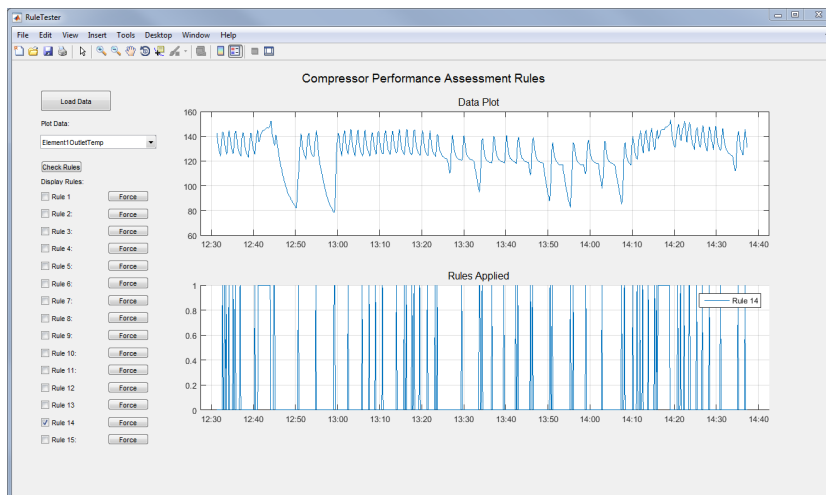 RuleTester
File Edit View Insert Tools Desktop Window Help
Compressor Performance Assessment Rules
Load Data
Plot Data:
Element1OutletTemp
Check Rules
Display Rules:
Rule 1 Force
Rule 2: Force
Rule 3: Force
Rule 4: Force
Rule 5: Force
Rule 6: Force
Rule 7: Force
Rule 8: Force
Rule 9: Force
Rule 10: Force
Rule 11: Force
Rule 12 Force
Rule 13 Force
Rule 14 Force
Rule 15: Force
Data Plot
160
140
120
100
80
60
12:30 12:40 12:50 13:00 13:10 13:20 13:30 13:40 13:50 14:00 14:10 14:20 14:30 14:40
Rules Applied
Rule 14
1
0.8
0.6
0.4
0.2
0
12:30 12:40 12:50 13:00 13:10 13:20 13:30 13:40 13:50 14:00 14:10 14:20 14:30 14:40